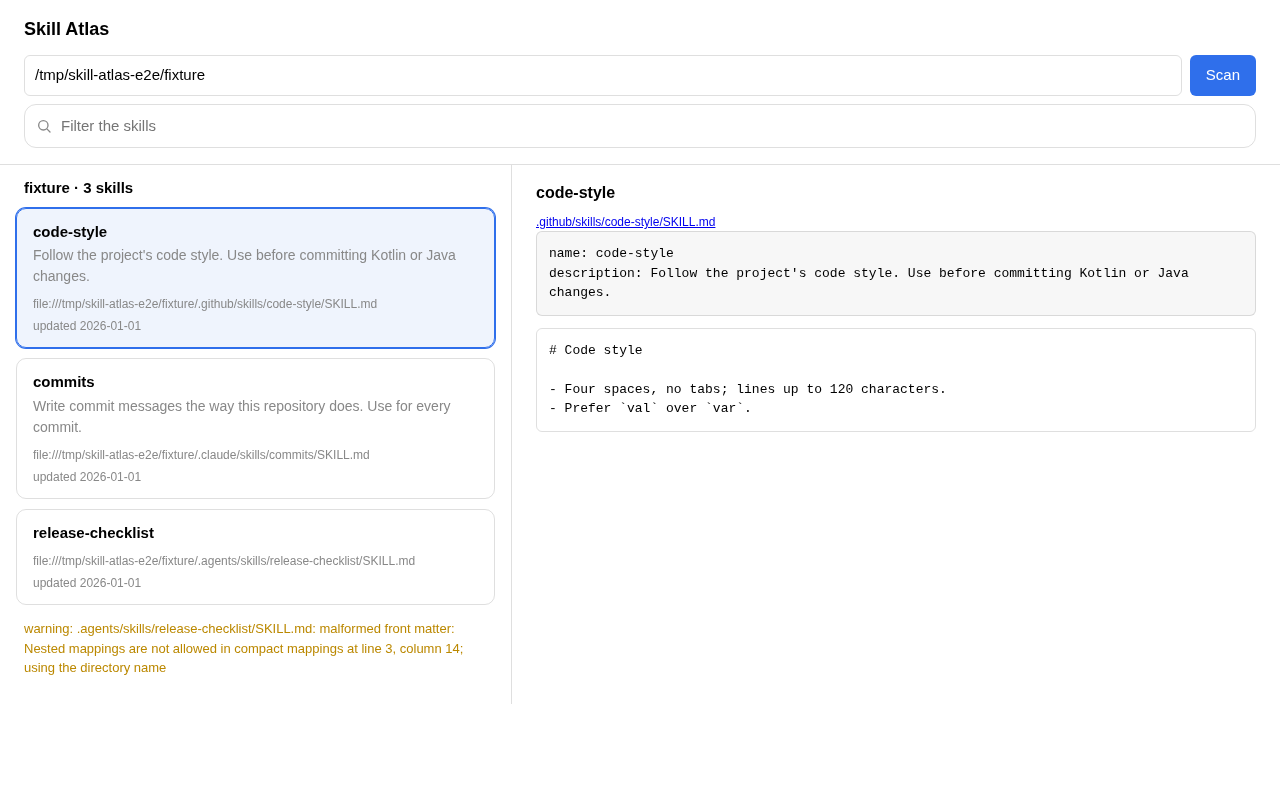 Skill Atlas
/tmp/skill-atlas-e2e/fixture
Scan
Filter the skills
fixture · 3 skills
code-style
Follow the project's code style. Use before committing Kotlin or Java
changes.
file:///tmp/skill-atlas-e2e/fixture/.github/skills/code-style/SKILL.md
updated 2026-01-01
commits
Write commit messages the way this repository does. Use for every
commit.
file:///tmp/skill-atlas-e2e/fixture/.claude/skills/commits/SKILL.md
updated 2026-01-01
release-checklist
file:///tmp/skill-atlas-e2e/fixture/.agents/skills/release-checklist/SKILL.md
updated 2026-01-01
warning: .agents/skills/release-checklist/SKILL.md: malformed front matter:
Nested mappings are not allowed in compact mappings at line 3, column 14;
using the directory name
code-style
.github/skills/code-style/SKILL.md
name: code-style
description: Follow the project's code style. Use before committing Kotlin or Java
changes.
# Code style
- Four spaces, no tabs; lines up to 120 characters.
- Prefer `val` over `var`.